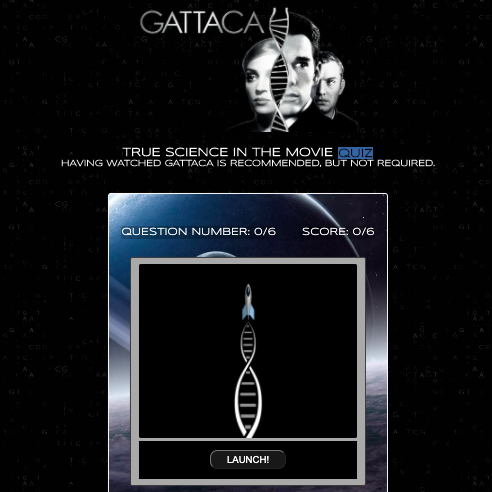 GATTACA
TRUE SCIENCE IN THE MOVIE QUIZ
HAVING WATCHED GATTACA IS RECOMMENDED, BUT NOT REQUIRED.
QUESTION NUMBER: 0/6 SCORE: 0/6
LAUNCH!